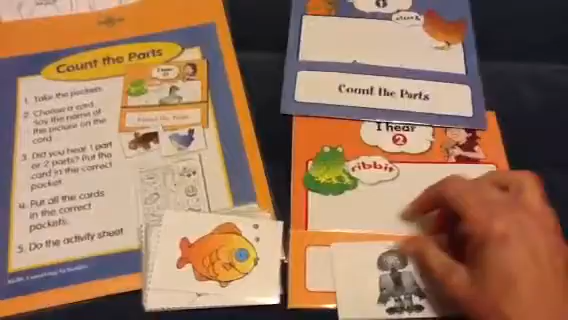 Count the Parts
1. Take the pockets.
2. Choose a card.
Say the name of
the picture on the
card.
3. Did you hear 1 part
or 2 parts? Put the
card in the correct
pocket.
4. Put all the cards
in the correct
pockets.
5. Do the activity sheet
I hear
1
cluck
Count the Parts
I hear
2
ribbit